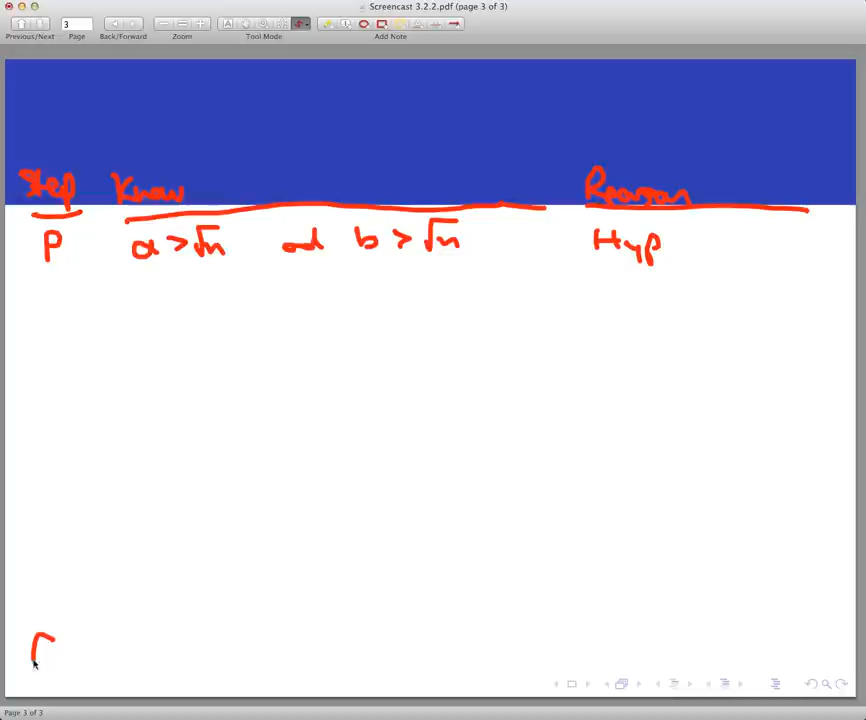 Screencast 3.2.2.pdf (page 3 of 3)
3
Previous/Next Page Back/Forward Zoom Tool Mode Add Note
Step Know Reason
P a > √n and b > √n Hyp
Page 3 of 3